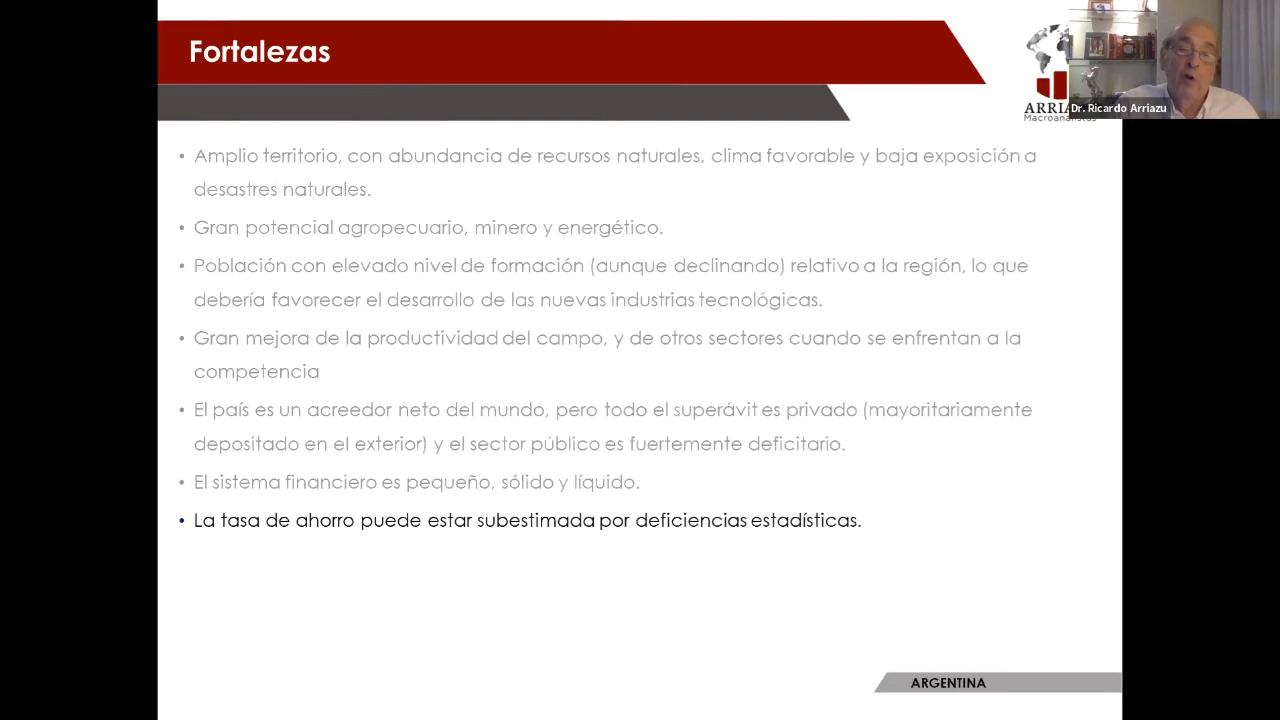 Fortalezas
ARRIA
Macroanalistas
Dr. Ricardo Arriazu
• Amplio territorio, con abundancia de recursos naturales, clima favorable y baja exposición a
desastres naturales.
• Gran potencial agropecuario, minero y energético.
• Población con elevado nivel de formación (aunque declinando) relativo a la región, lo que
debería favorecer el desarrollo de las nuevas industrias tecnológicas.
• Gran mejora de la productividad del campo, y de otros sectores cuando se enfrentan a la
competencia
• El país es un acreedor neto del mundo, pero todo el superávit es privado (mayoritariamente
depositado en el exterior) y el sector público es fuertemente deficitario.
• El sistema financiero es pequeño, sólido y líquido.
• La tasa de ahorro puede estar subestimada por deficiencias estadísticas.
ARGENTINA